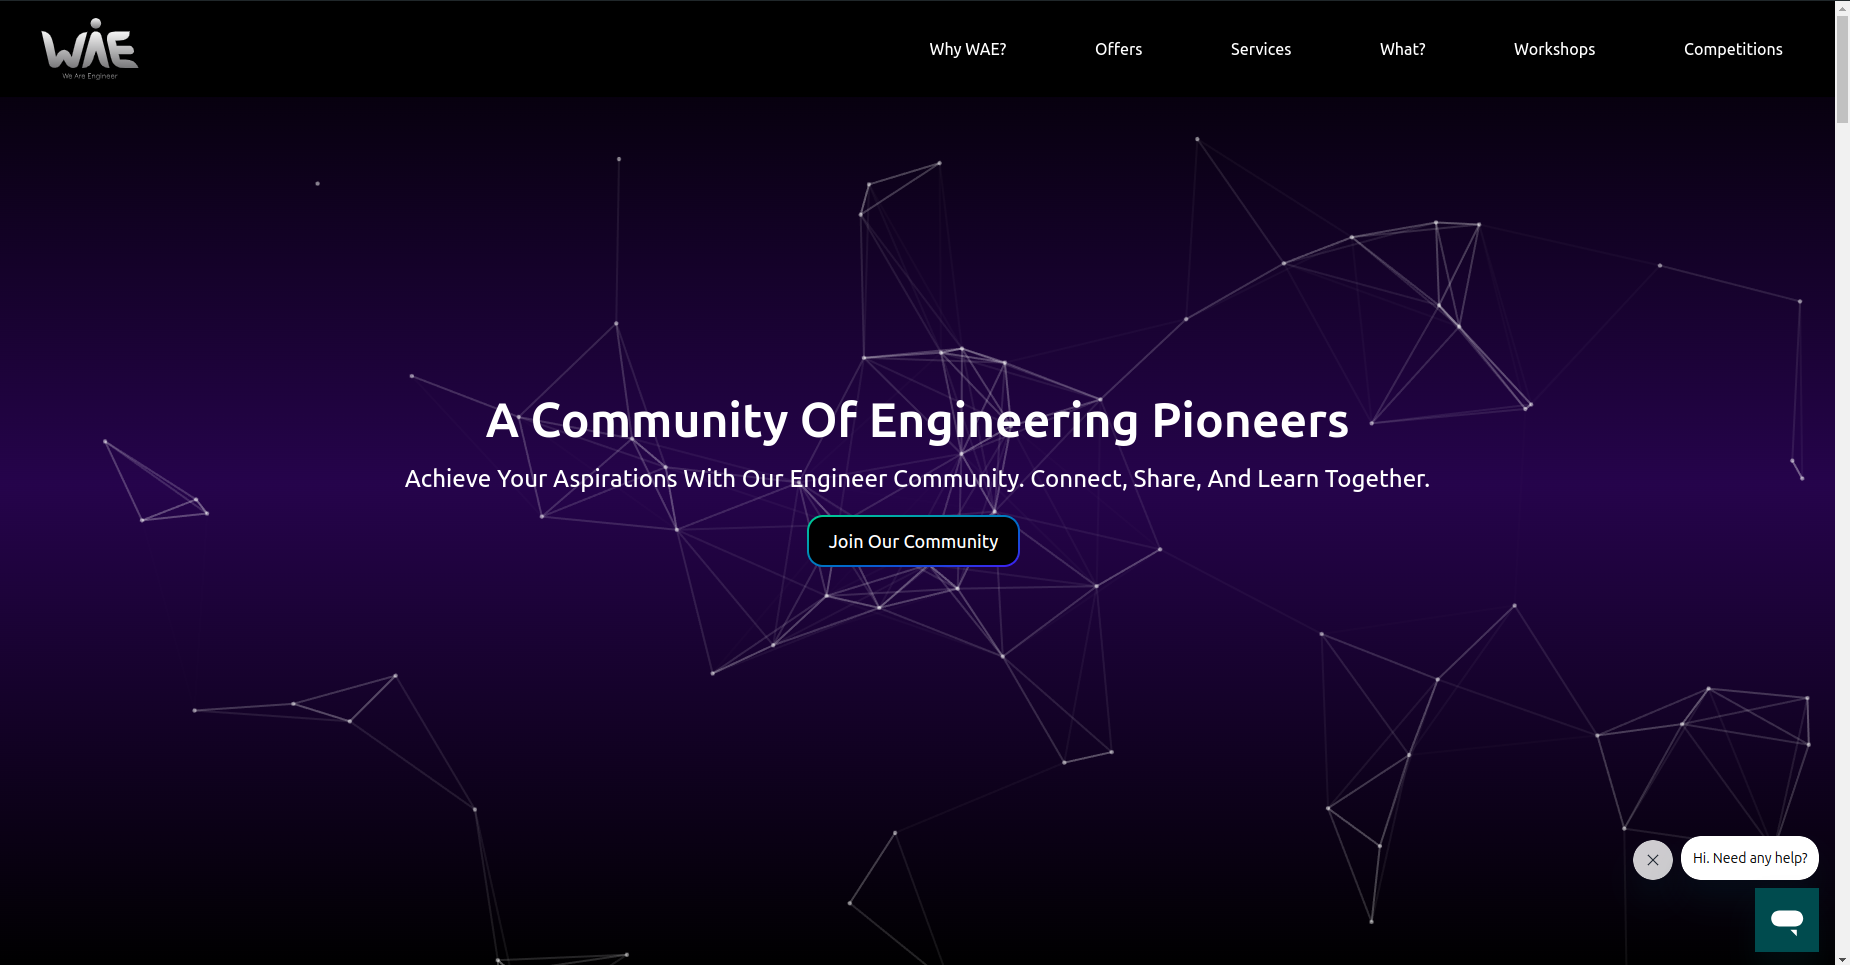 WAE
We Are Engineer
Why WAE?
Offers
Services
What?
Workshops
Competitions
A Community Of Engineering Pioneers
Achieve Your Aspirations With Our Engineer Community. Connect, Share, And Learn Together.
Join Our Community
Hi. Need any help?